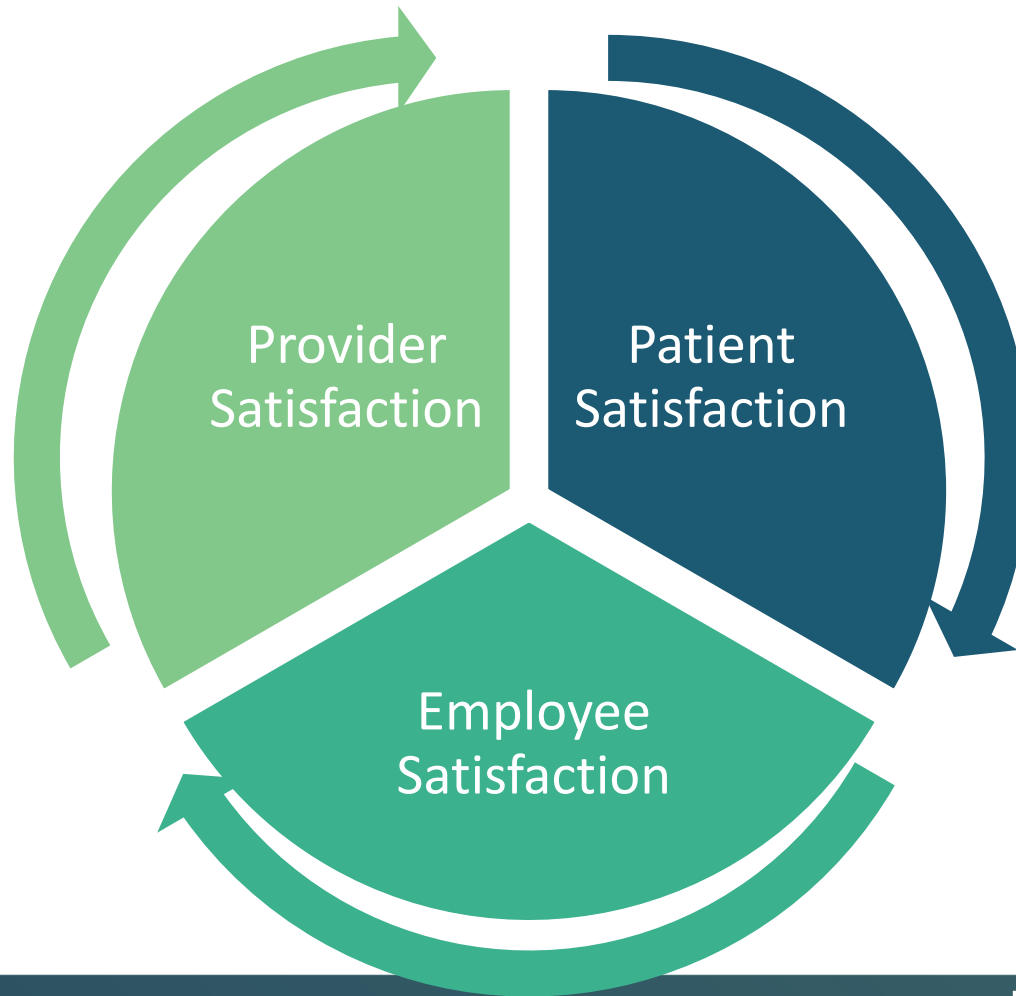 Provider
Satisfaction
Patient
Satisfaction
Employee
Satisfaction